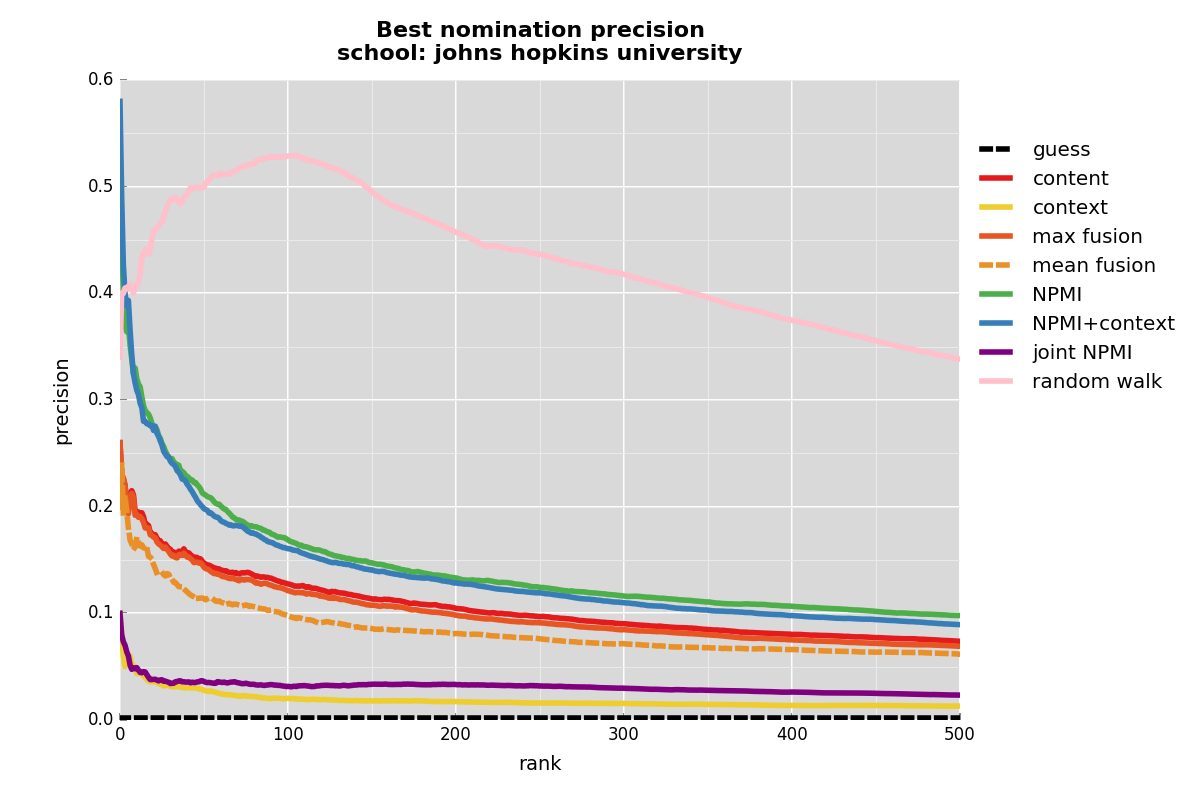 Best nomination precision
school: johns hopkins university
0.6
0.5
0.4
0.3
0.2
0.1
0.0
precision
0
100
200
300
400
500
rank
guess
content
context
max fusion
mean fusion
NPMI
NPMI+context
joint NPMI
random walk